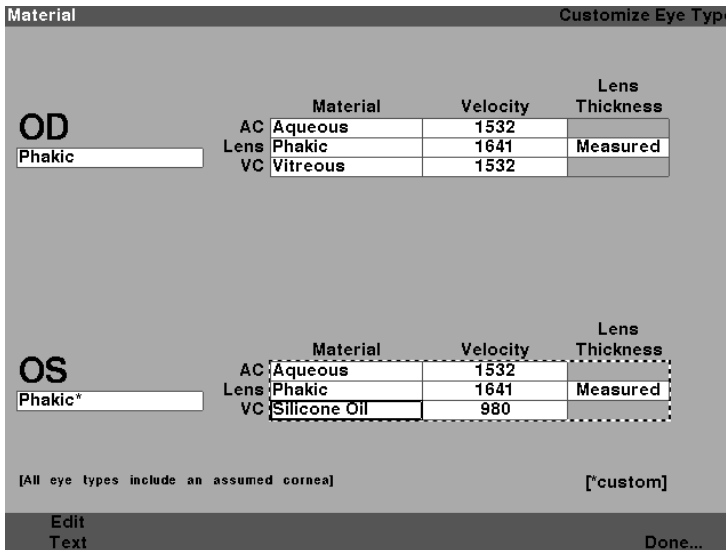 Material Customize Eye Type
Lens
Material Velocity Thickness
OD
AC Aqueous 1532
Phakic
Lens Phakic 1641 Measured
VC Vitreous 1532
Lens
Material Velocity Thickness
OS
AC Aqueous 1532
Phakic*
Lens Phakic 1641 Measured
VC Silicone Oil 980
[All eye types include an assumed cornea] [*custom]
Edit
Text Done...